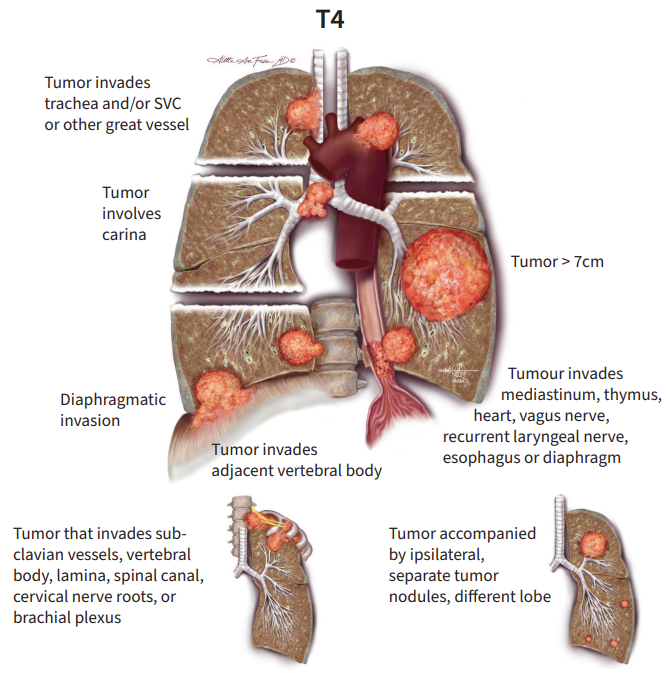 T4
Tumor invades
trachea and/or SVC
or other great vessel
Tumor
involves
carina
Tumor > 7cm
Diaphragmatic
invasion
Tumor invades
adjacent vertebral body
Tumour invades
mediastinum, thymus,
heart, vagus nerve,
recurrent laryngeal nerve,
esophagus or diaphragm
Tumor that invades sub-
clavian vessels, vertebral
body, lamina, spinal canal,
cervical nerve roots, or
brachial plexus
Tumor accompanied
by ipsilateral,
separate tumor
nodules, different lobe